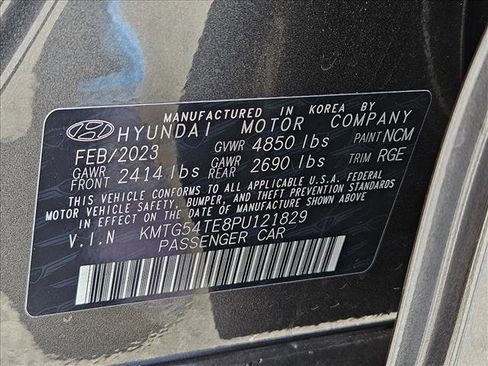 MANUFACTURED IN KOREA BY
HYUNDAI MOTOR COMPANY
FEB/2023 GVWR 4850 lbs PAINT NCM
GAWR FRONT 2414 lbs GAWR REAR 2690 lbs TRIM RGE
THIS VEHICLE CONFORMS TO ALL APPLICABLE U.S.A. FEDERAL
MOTOR VEHICLE SAFETY, BUMPER, AND THEFT PREVENTION STANDARDS
IN EFFECT ON THE DATE OF MANUFACTURE SHOWN ABOVE.
V.I.N KMTG54TE8PU121829
PASSENGER CAR